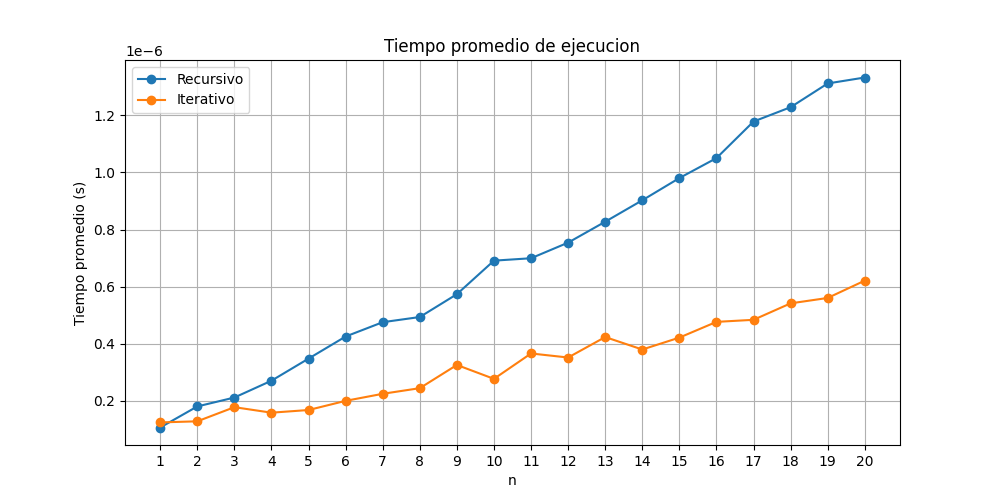 Tiempo promedio de ejecucion
1e−6
Recursivo
Iterativo
Tiempo promedio (s)
1.2
1.0
0.8
0.6
0.4
0.2
1 2 3 4 5 6 7 8 9 10 11 12 13 14 15 16 17 18 19 20
n